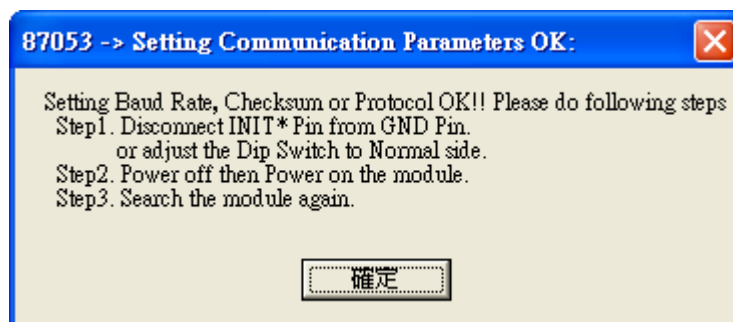 87053 -> Setting Communication Parameters OK:
Setting Baud Rate, Checksum or Protocol OK!! Please do following steps
Step1. Disconnect INIT* Pin from GND Pin.
or adjust the Dip Switch to Normal side.
Step2. Power off then Power on the module.
Step3. Search the module again.
確定